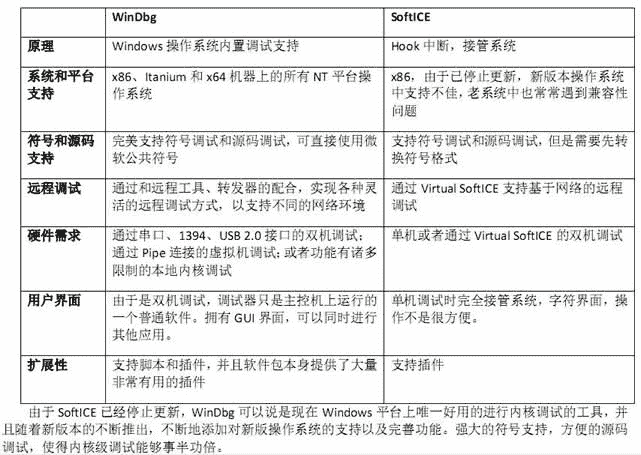 WinDbg SoftICE
原理 Windows 操作系统内置调试支持 Hook 中断，接管系统
系统和平台 x86、Itanium 和 x64 机器上的所有 NT 平台操 x86，由于已停止更新，新版本操作系统
支持 作系统 中支持不佳，老系统中也常常遇到兼容性
问题
符号和源码 完美支持符号调试和源码调试，可直接使用微 支持符号调试和源码调试，但是需要先转
支持 软公共符号 换符号格式
远程调试 通过和远程工具、转发器的配合，实现各种灵 通过 Virtual SoftICE 支持基于网络的远程
活的远程调试方式，以支持不同的网络环境 调试
硬件需求 通过串口、1394、USB 2.0 接口的双机调试； 单机或者通过 Virtual SoftICE 的双机调试
通过 Pipe 连接的虚拟机调试；或者功能有诸多
限制的本地内核调试
用户界面 由于是双机调试，调试器只是主控机上运行的 单机调试时完全接管系统，字符界面，操
一个普通软件。拥有 GUI 界面，可以同时进行 作不是很方便。
其他应用。
扩展性 支持脚本和插件，并且软件包本身提供了大量 支持插件
非常有用的插件
由于 SoftICE 已经停止更新，WinDbg 可以说是现在 Windows 平台上唯一好用的进行内核调试的工具，并
且随着新版本的不断推出，不断地添加对新版操作系统的支持以及完善功能。强大的符号支持，方便的源码
调试，使得内核级调试能够事半功倍。